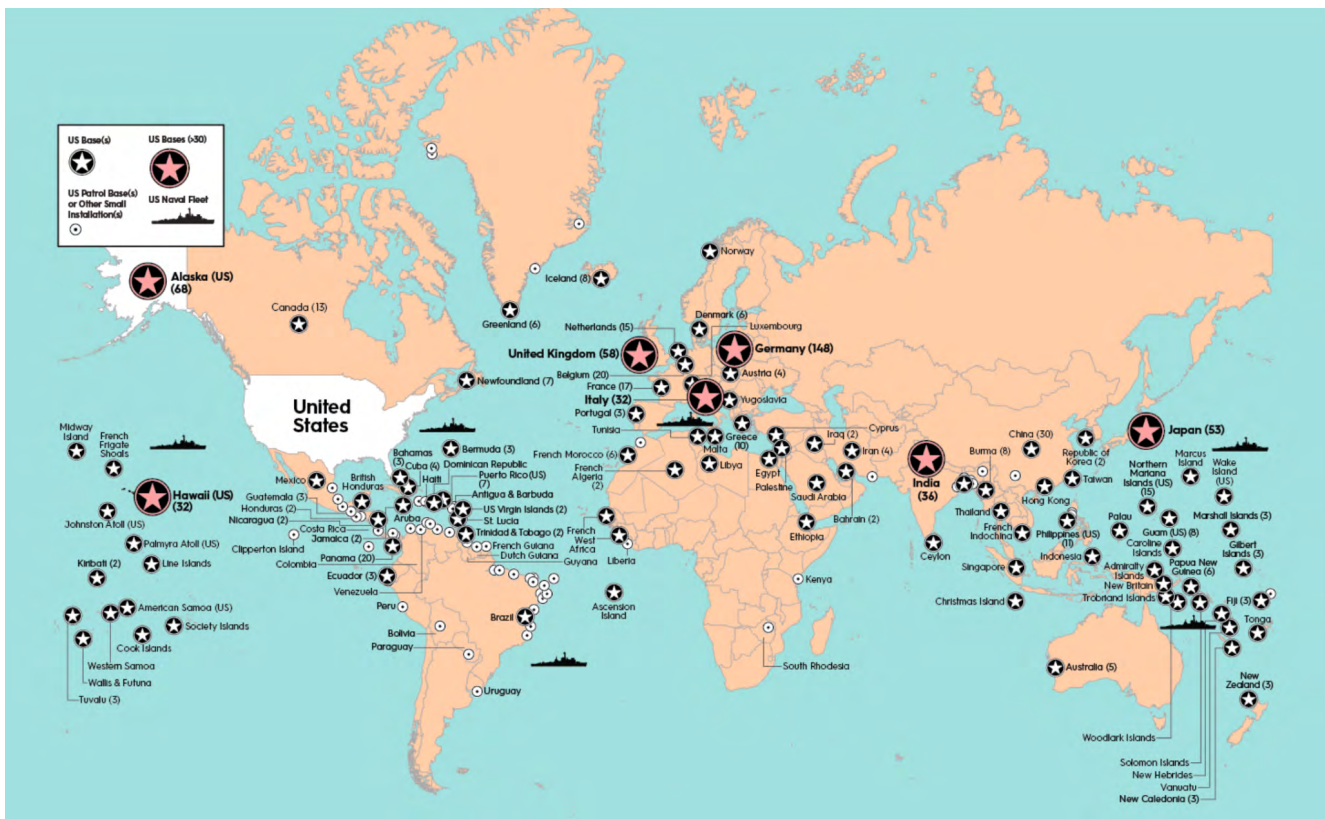 US Base(s)
US Bases (>30)
US Patrol Base(s)
or Other Small
Installation(s)
US Naval Fleet
Alaska (US)
(68)
Canada (13)
Greenland (6)
Iceland (8)
Norway
Denmark (6)
Luxembourg
Netherlands (15)
United Kingdom (58)
Germany (148)
Belgium (20)
Austria (4)
France (17)
Italy (32)
Yugoslavia
Portugal (3)
Newfoundland (7)
United
States
Midway
Island
French
Frigate
Shoals
Hawaii (US)
(32)
Johnston Atoll (US)
Palmyra Atoll (US)
Kiribati (2)
Line Islands
American Samoa (US)
Society Islands
Cook Islands
Western Samoa
Wallis & Futuna
Tuvalu (3)
Bermuda (3)
Bahamas
(3)
Cuba (4)
Dominican Republic
Haiti
Puerto Rico (US)
(7)
Mexico
British
Honduras
Antigua & Barbuda
US Virgin Islands (2)
St. Lucia
Guatemala (3)
Honduras (2)
Nicaragua (2)
Aruba
Trinidad & Tabago (2)
Costa Rica
Jamaica (2)
Clipperton Island
French Guiana
Dutch Guiana
Panama (20)
Colombia
Guyana
Ecuador (3)
Venezuela
Peru
Brazil
Bolivia
Paraguay
Uruguay
Tunisia
Malta
Greece
(10)
Cyprus
Iraq (2)
Iran (4)
French Morocco (6)
French
Algeria
(2)
Libya
Egypt
Palestine
Saudi Arabia
Bahrain (2)
French
West
Africa
Liberia
Ethiopia
Kenya
Ascension
Island
South Rhodesia
India
(36)
Burma (8)
China (30)
Republic of
Korea (2)
Japan (53)
Taiwan
Hong Kong
Northern
Mariana
Islands (US)
(15)
Marcus
Island
Wake
Island
(US)
Ceylon
Thailand
French
Indochina
Philippines (US)
(11)
Palau
Guam (US) (8)
Marshall Islands (3)
Singapore
Indonesia
Caroline
Islands
Gilbert
Islands (3)
Christmas Island
Admiralty
Islands
Papua New
Guinea (6)
New Britain
Trobriand Islands
Fiji (3)
Tonga
Australia (5)
New
Zealand (3)
Woodlark Islands
Solomon Islands
New Hebrides
Vanuatu
New Caledonia (3)